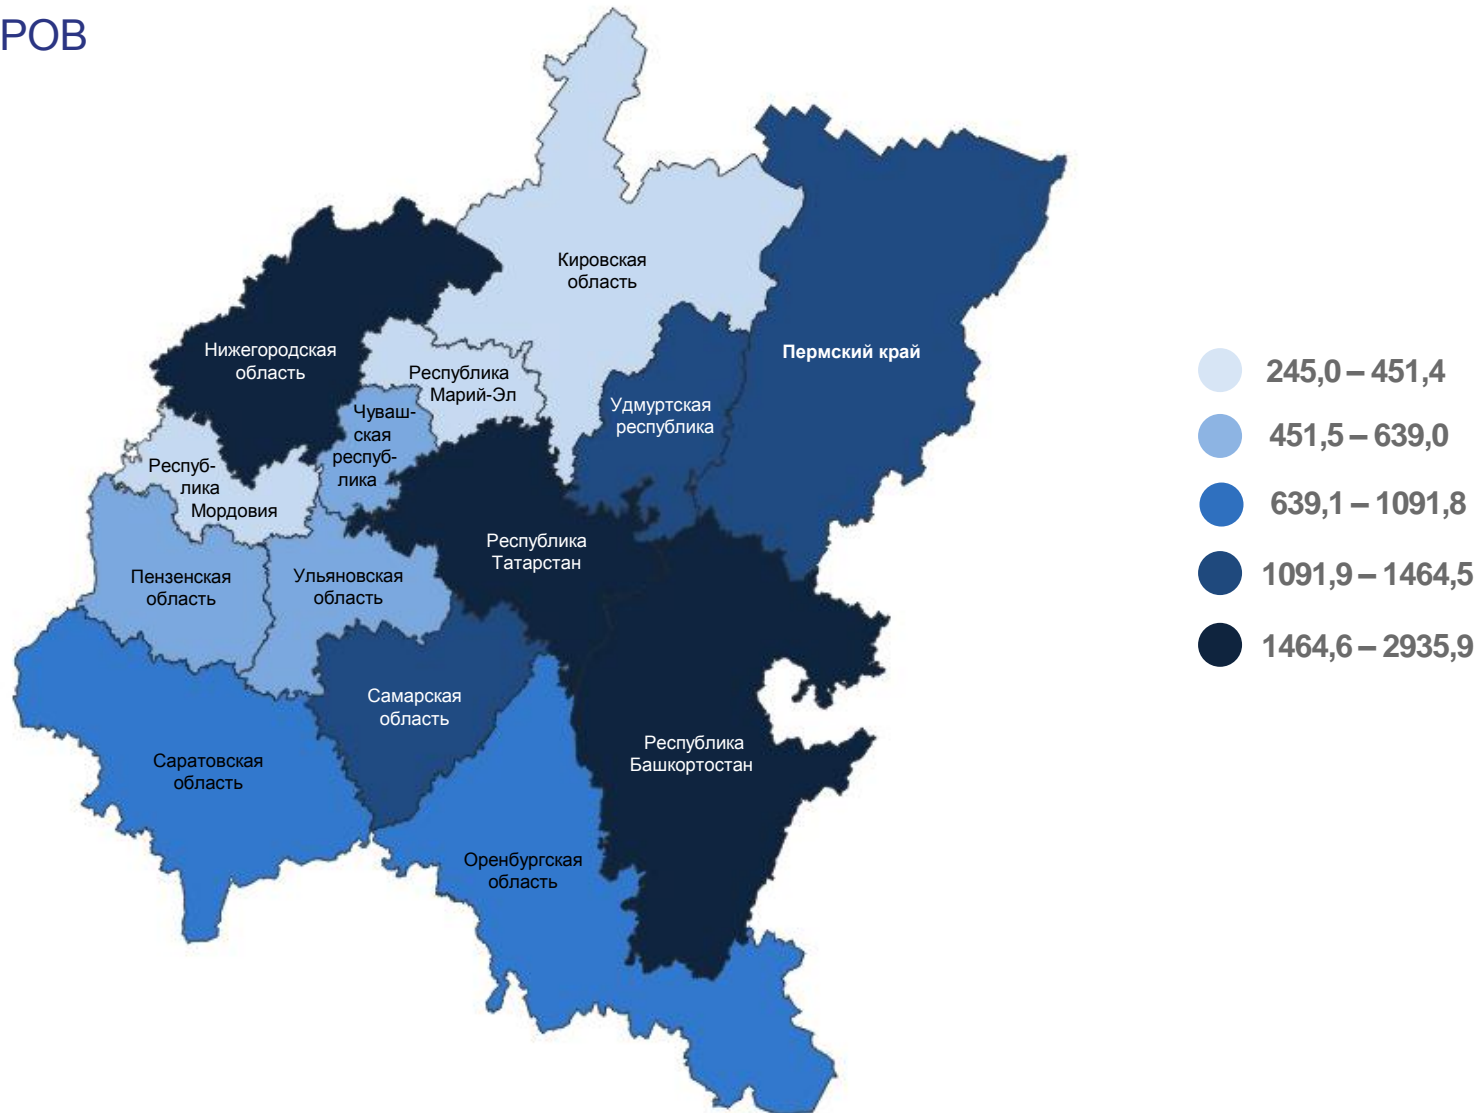 РОВ
Кировская
область
Нижегородская
область
Пермский край
Республика
Марий-Эл
Удмуртская
республика
Чуваш-
ская
респуб-
лика
Респуб-
лика
Мордовия
Республика
Татарстан
Пензенская
область
Ульяновская
область
Самарская
область
Республика
Башкортостан
Саратовская
область
Оренбургская
область
245,0 – 451,4
451,5 – 639,0
639,1 – 1091,8
1091,9 – 1464,5
1464,6 – 2935,9